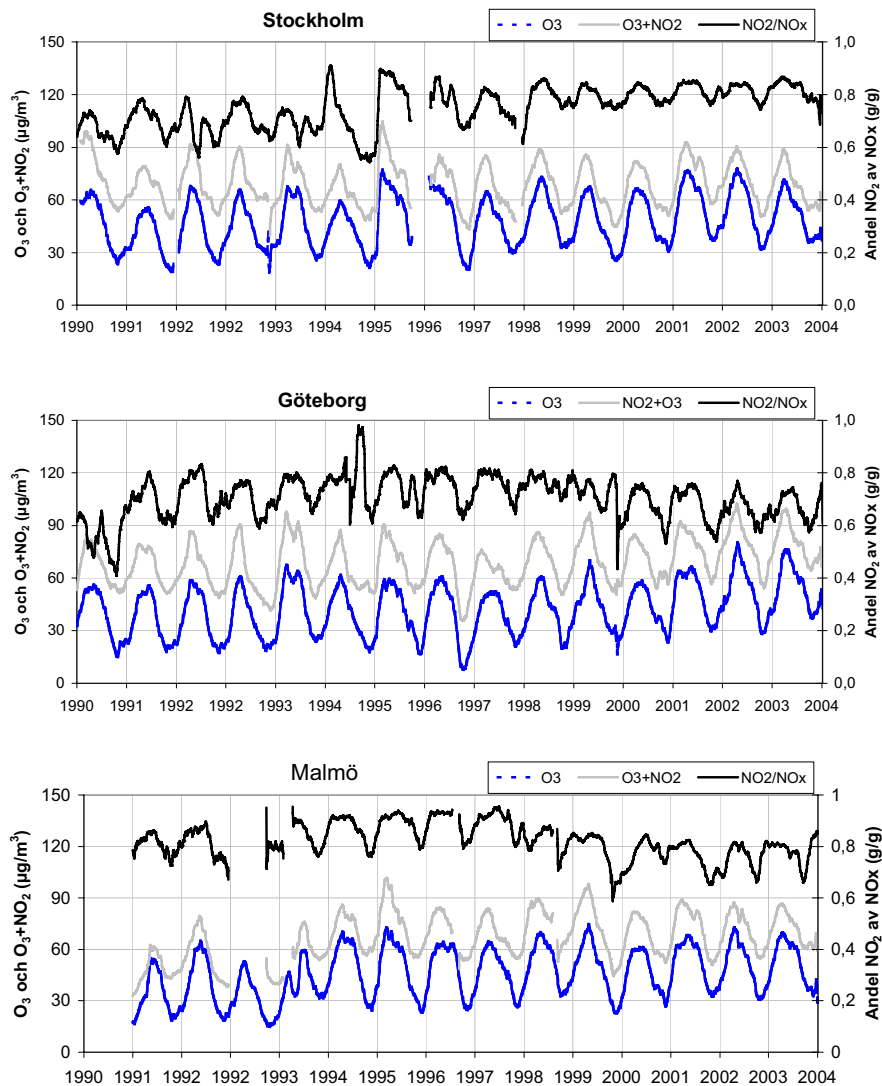 Stockholm
O3 O3+NO2 NO2/NOx
O₃ och O₃+NO₂ (µg/m³)
150
120
90
60
30
0
1,0
0,8
0,6
0,4
0,2
0,0
Andel NO₂ av NOx (g/g)
1990 1991 1992 1992 1993 1994 1995 1996 1997 1998 1999 2000 2001 2002 2003 2004
Göteborg
O3 NO2+O3 NO2/NOx
O₃ och O₃+NO₂ (µg/m³)
150
120
90
60
30
0
1,0
0,8
0,6
0,4
0,2
0,0
Andel NO₂ av NOx (g/g)
1990 1991 1992 1992 1993 1994 1995 1996 1997 1998 1999 2000 2001 2002 2003 2004
Malmö
O3 O3+NO2 NO2/NOx
O₃ och O₃+NO₂ (µg/m³)
150
120
90
60
30
0
1
0,8
0,6
0,4
0,2
0
Andel NO₂ av NOx (g/g)
1990 1991 1992 1992 1993 1994 1995 1996 1997 1998 1999 2000 2001 2002 2003 2004